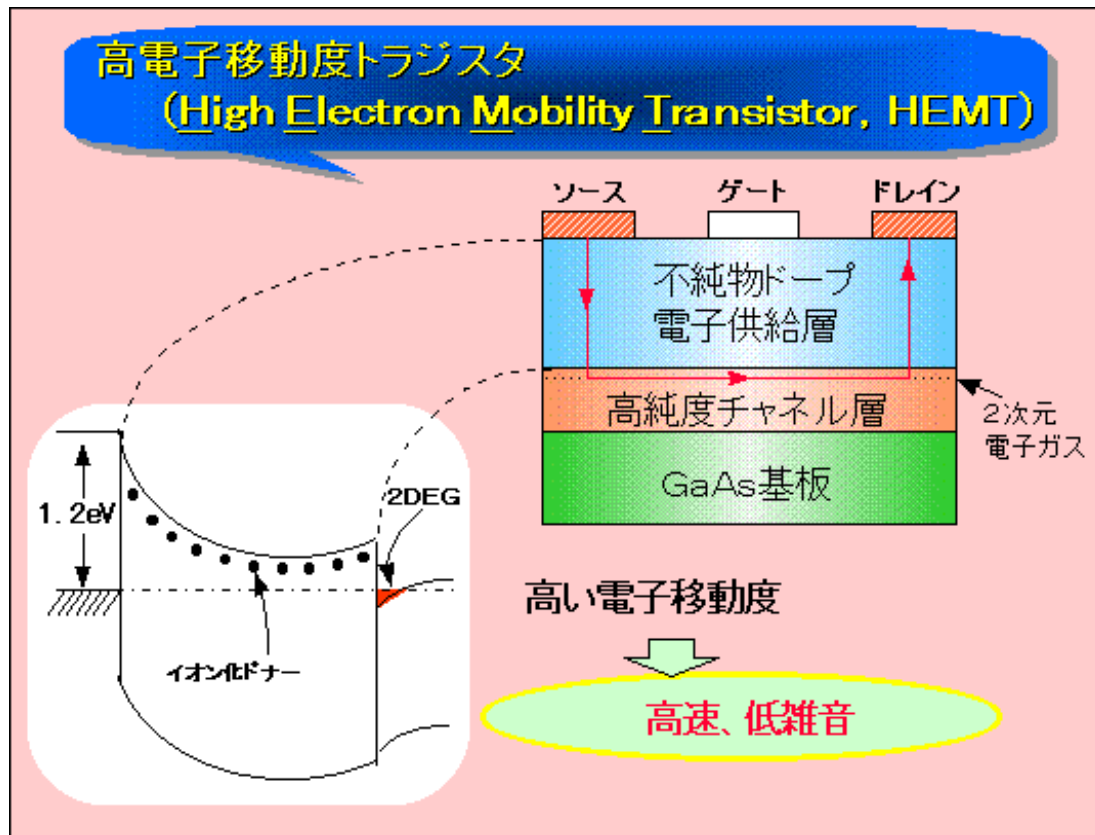 高電子移動度トラジスタ
(High Electron Mobility Transistor, HEMT)
ソース
ゲート
ドレイン
不純物ドープ
電子供給層
高純度チャネル層
2次元
電子ガス
GaAs基板
1.2eV
2DEG
イオン化ドナー
高い電子移動度
高速、低雑音